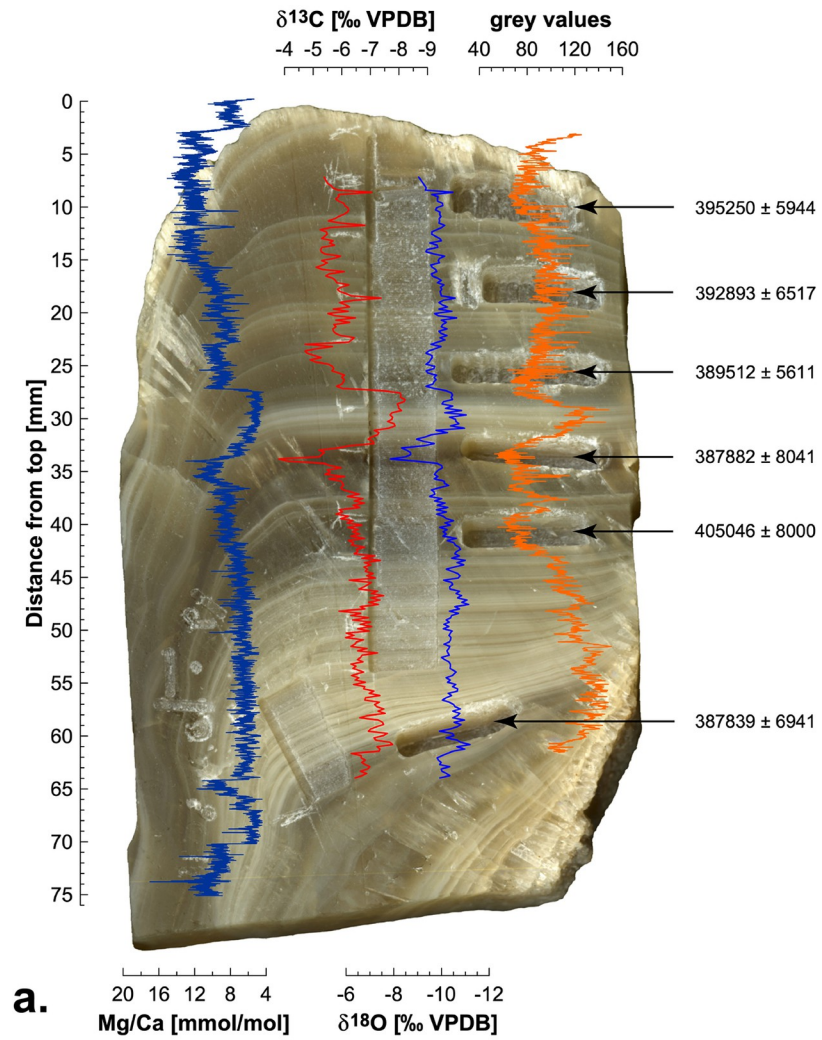 δ13C [‰ VPDB]
grey values
-4 -5 -6 -7 -8 -9
40 80 120 160
0
5
10
395250 ± 5944
15
392893 ± 6517
20
25
389512 ± 5611
30
387882 ± 8041
35
40
405046 ± 8000
45
50
55
387839 ± 6941
60
65
70
75
Distance from top [mm]
a.
20 16 12 8 4
-6 -8 -10 -12
Mg/Ca [mmol/mol]
δ18O [‰ VPDB]